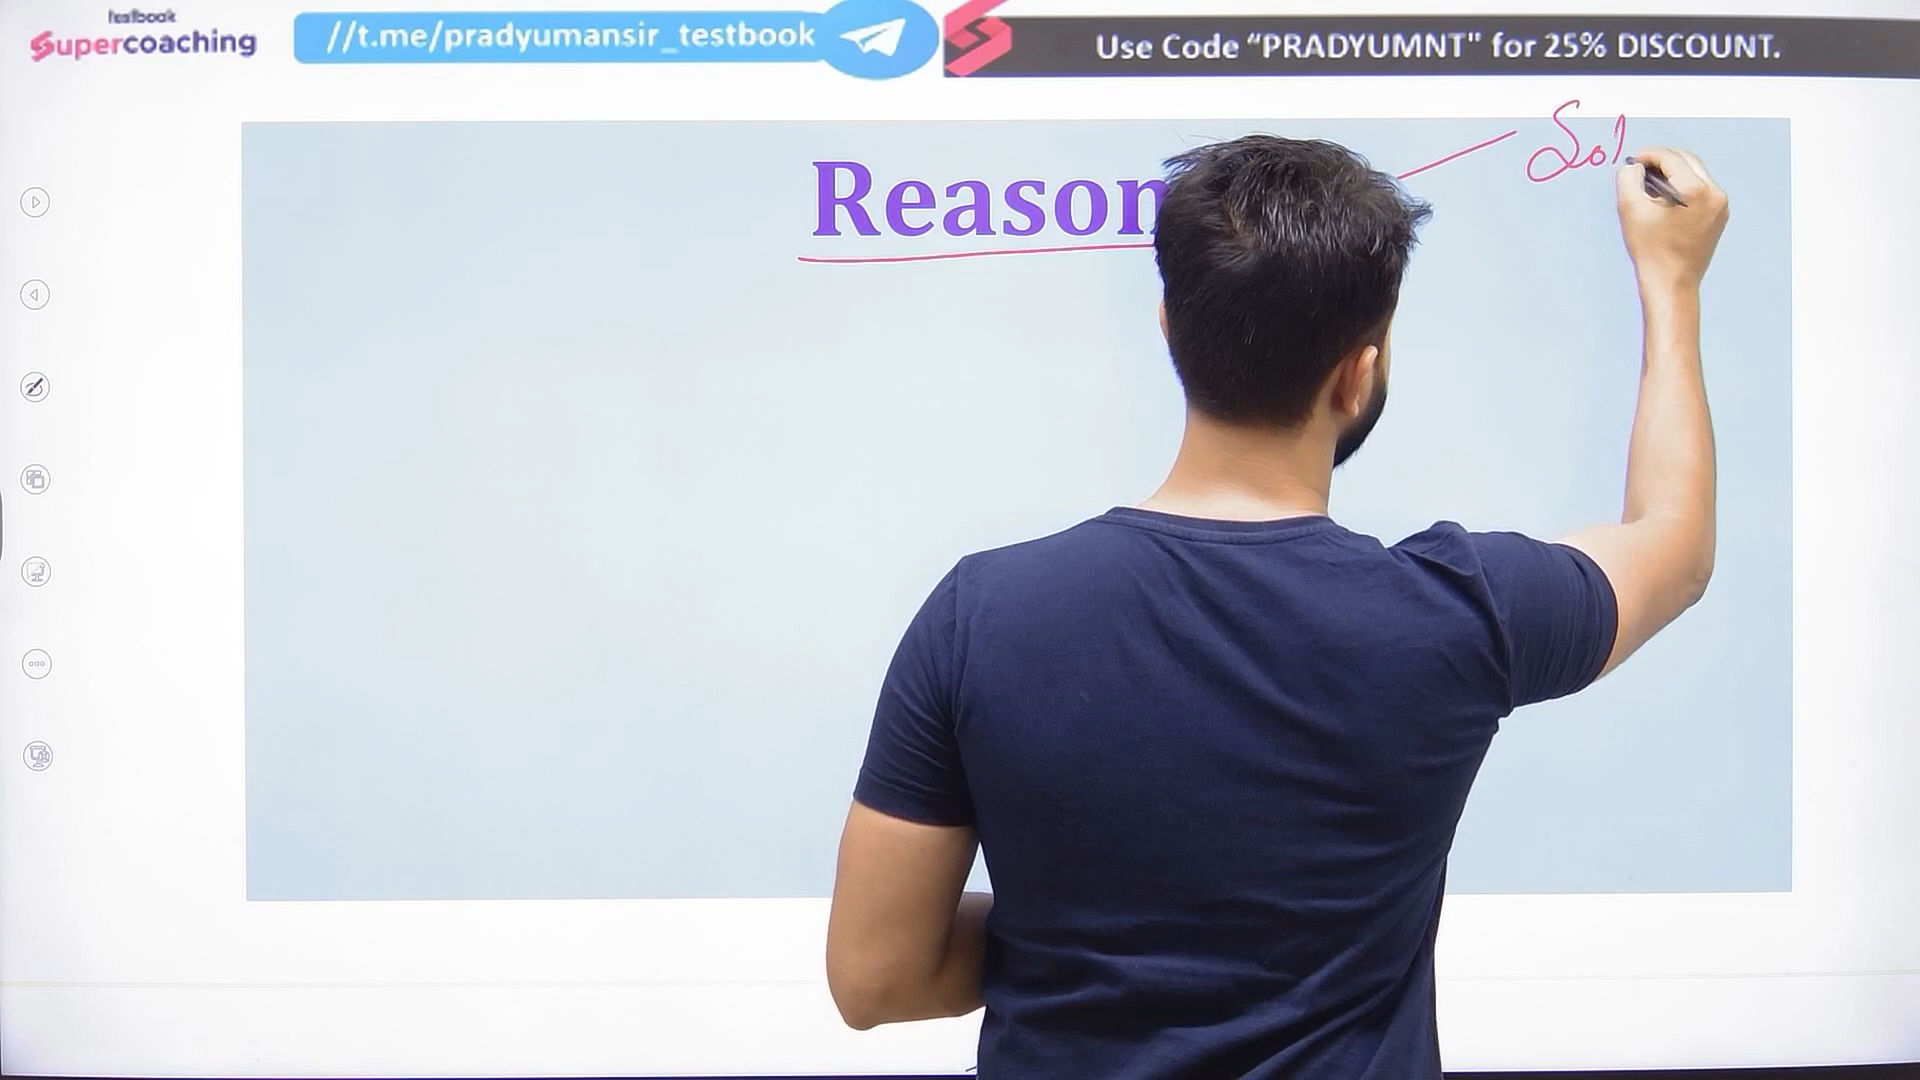 testbook
Supercoaching
//t.me/pradyumansir_testbook
Use Code “PRADYUMNT" for 25% DISCOUNT.
Sol
Reason